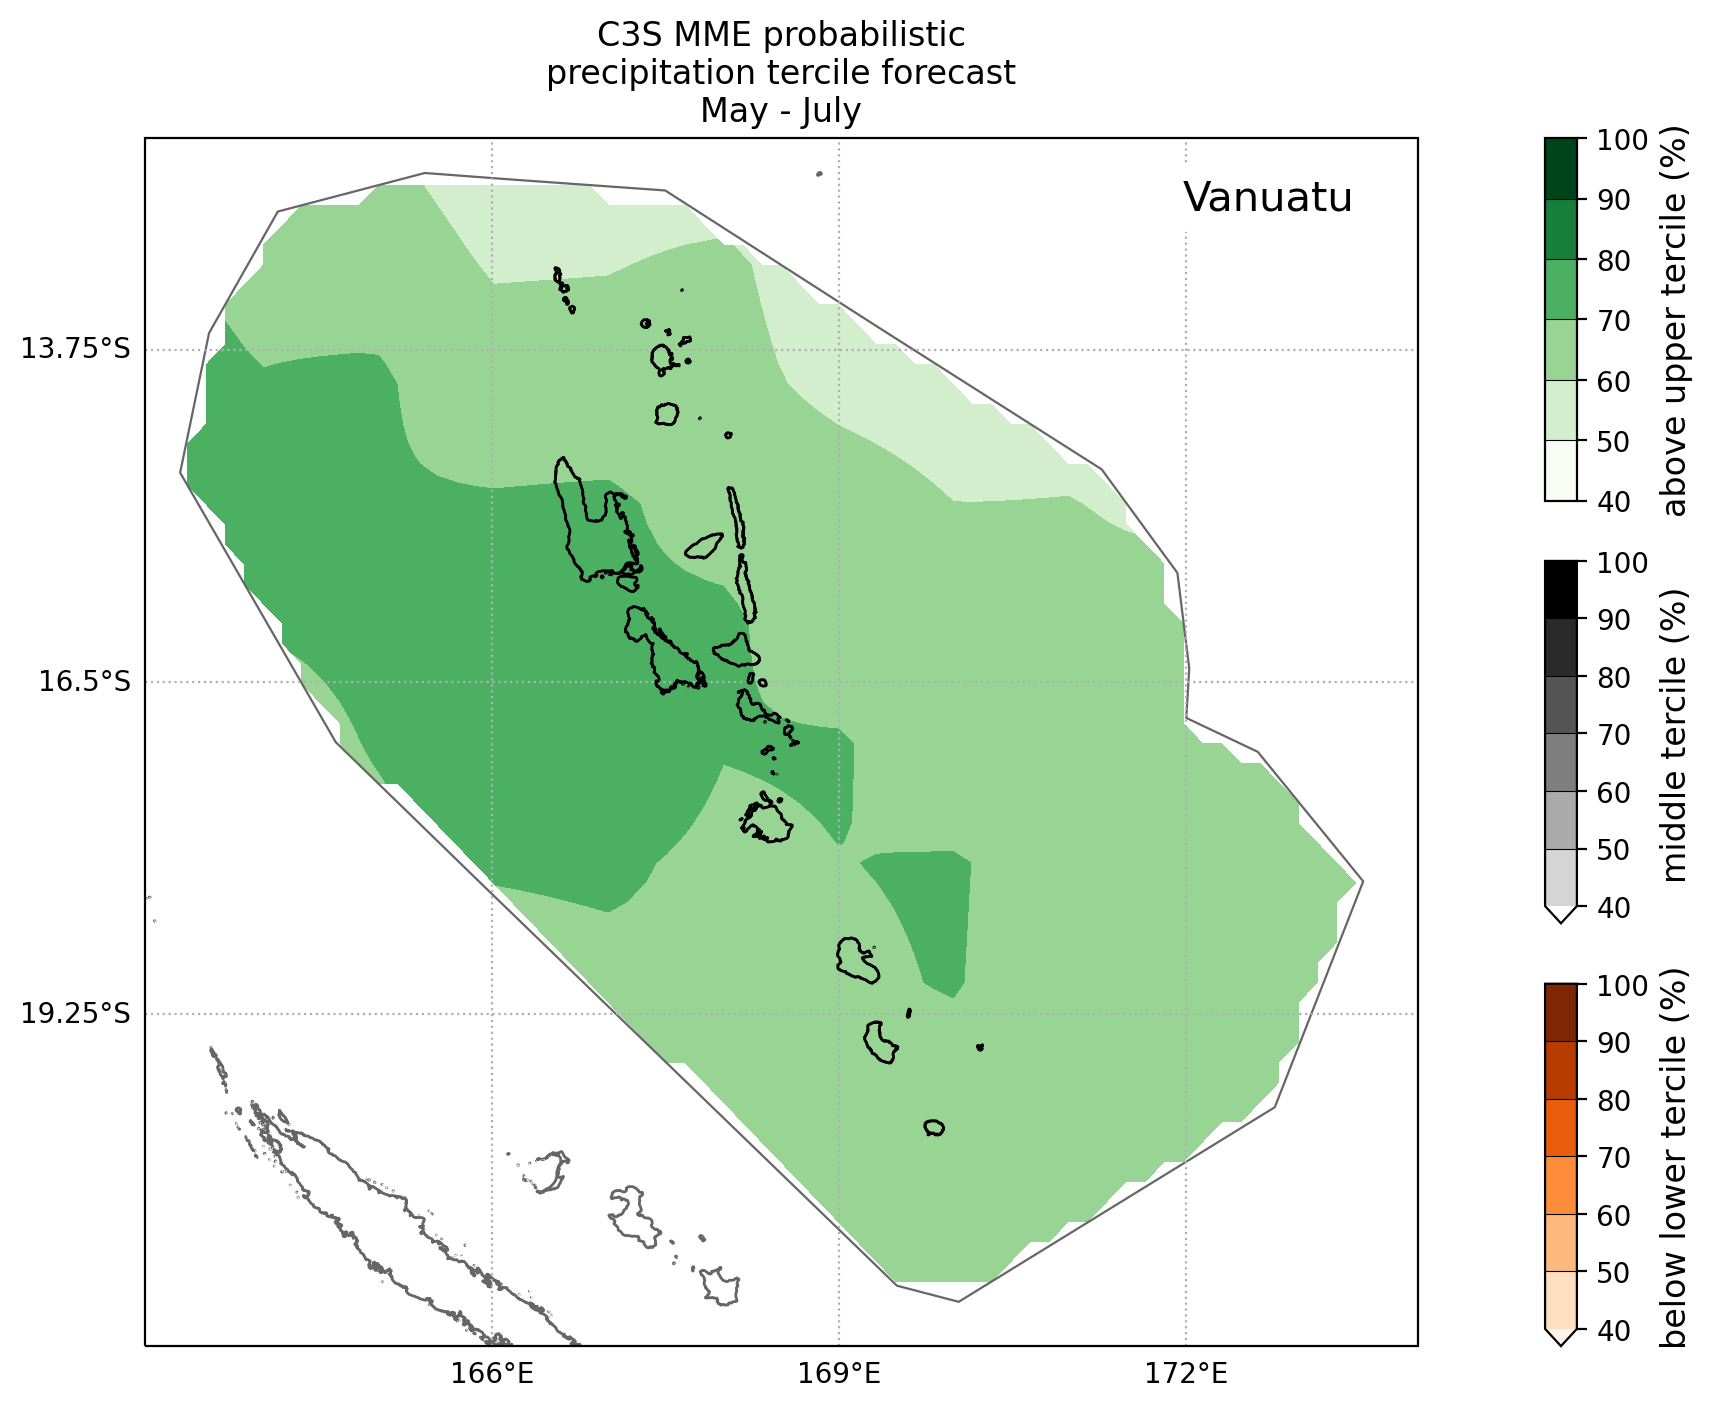 C3S MME probabilistic
precipitation tercile forecast
May - July
Vanuatu
13.75°S
16.5°S
19.25°S
166°E
169°E
172°E
100
90
80
70
60
50
40
above upper tercile (%)
100
90
80
70
60
50
40
middle tercile (%)
100
90
80
70
60
50
40
below lower tercile (%)